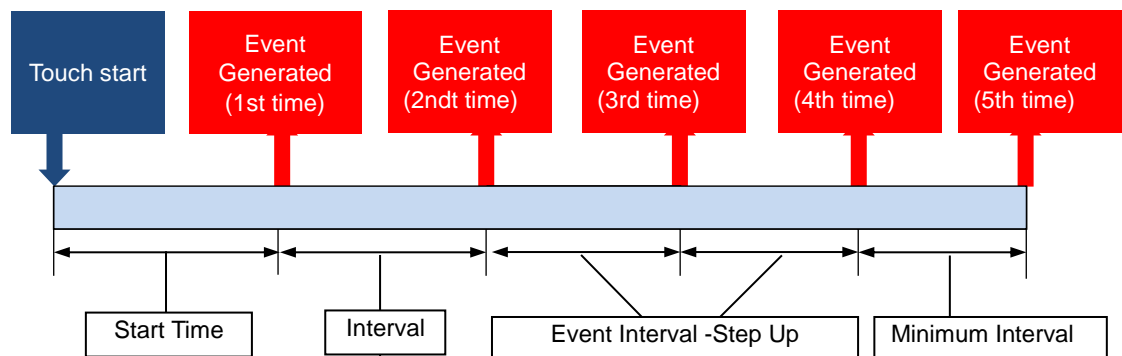 Touch start
Event
Generated
(1st time)
Event
Generated
(2ndt time)
Event
Generated
(3rd time)
Event
Generated
(4th time)
Event
Generated
(5th time)
Start Time
Interval
Event Interval -Step Up
Minimum Interval